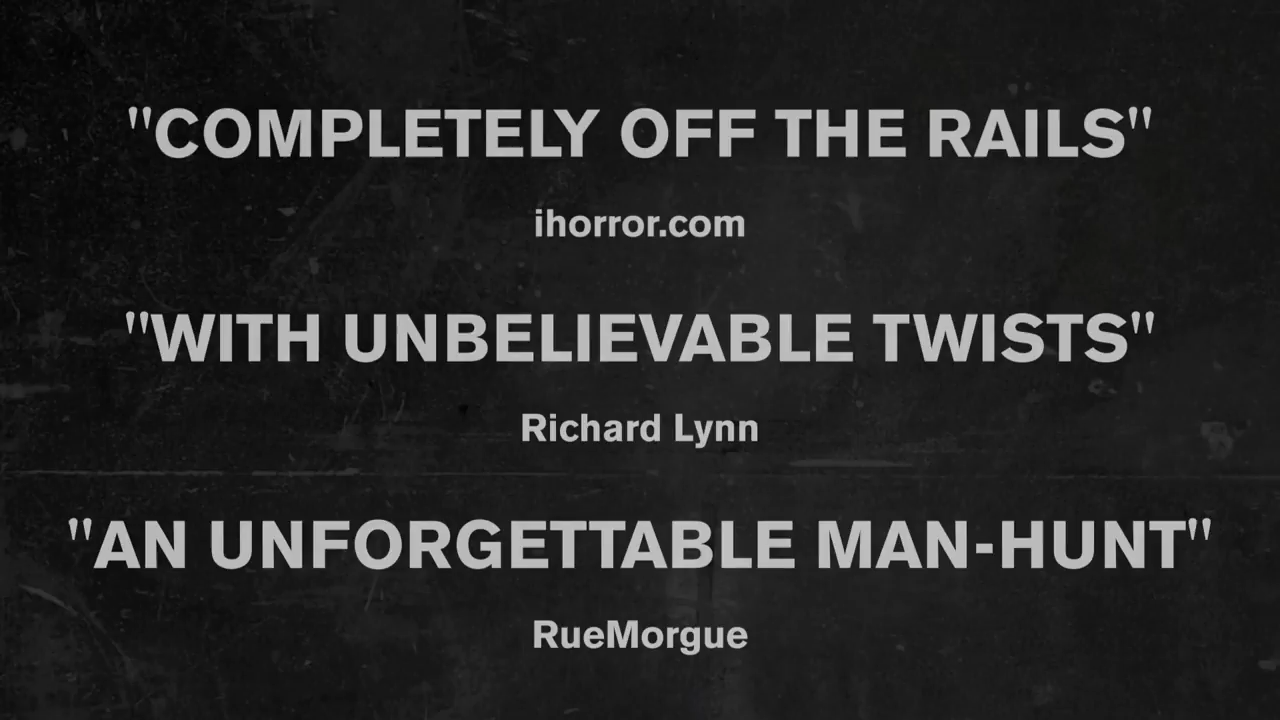 "COMPLETELY OFF THE RAILS"
ihorror.com
"WITH UNBELIEVABLE TWISTS"
Richard Lynn
"AN UNFORGETTABLE MAN-HUNT"
RueMorgue